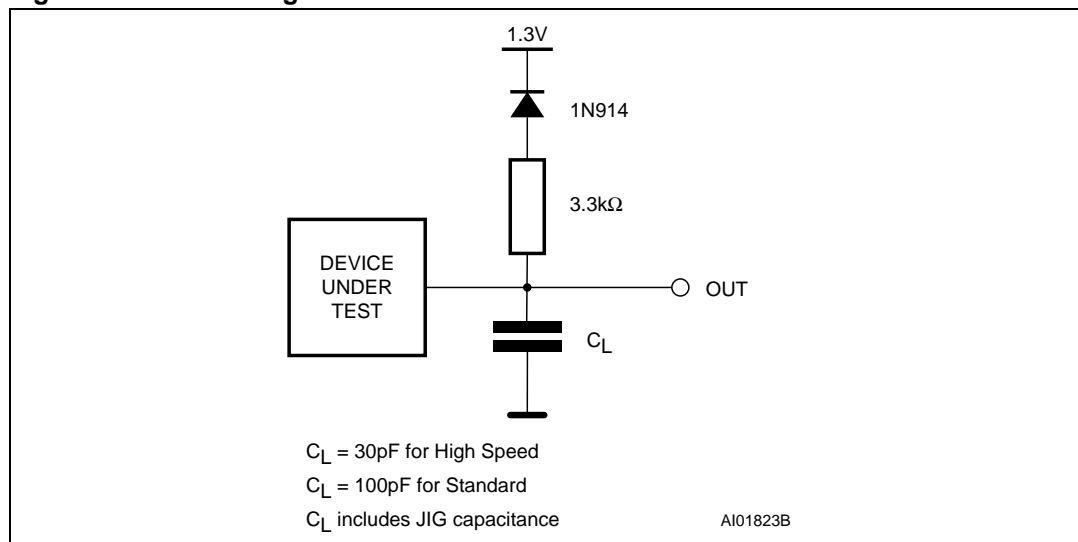 1.3V
1N914
3.3kΩ
DEVICE
UNDER
TEST
OUT
CL
CL = 30pF for High Speed
CL = 100pF for Standard
CL includes JIG capacitance
AI01823B